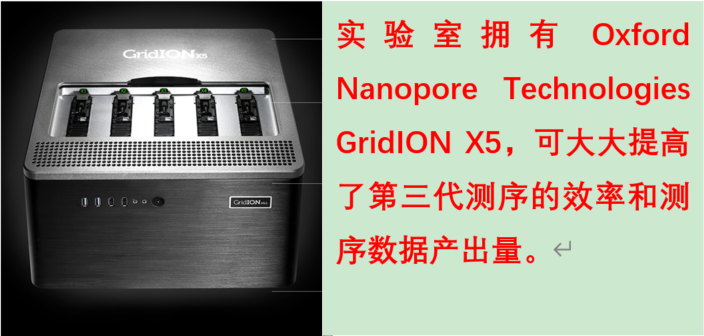 GridION X5
GridION
实验室拥有 Oxford
Nanopore Technologies
GridION X5，可大大提高
了第三代测序的效率和测
序数据产出量。